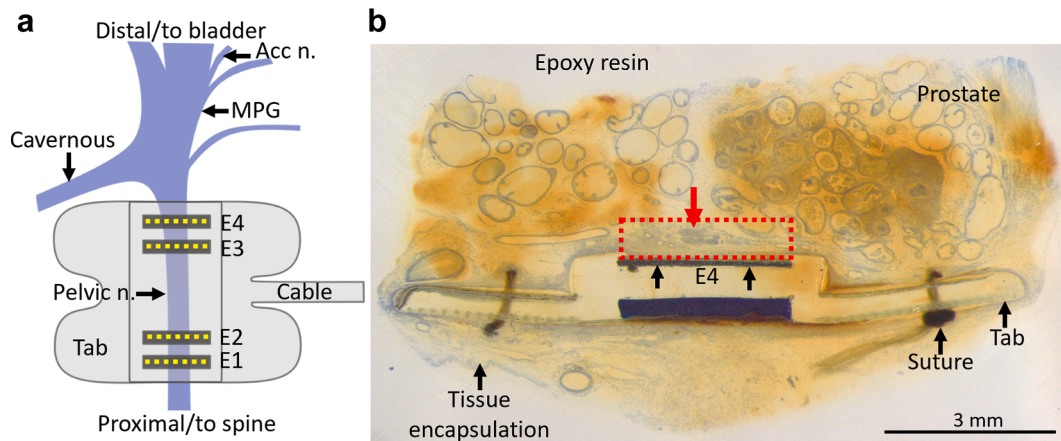 a
Distal/to bladder
Acc n.
MPG
Cavernous
E4
E3
Pelvic n.
Cable
Tab
E2
E1
Proximal/to spine
b
Epoxy resin
Prostate
E4
Tab
Suture
Tissue
encapsulation
3 mm